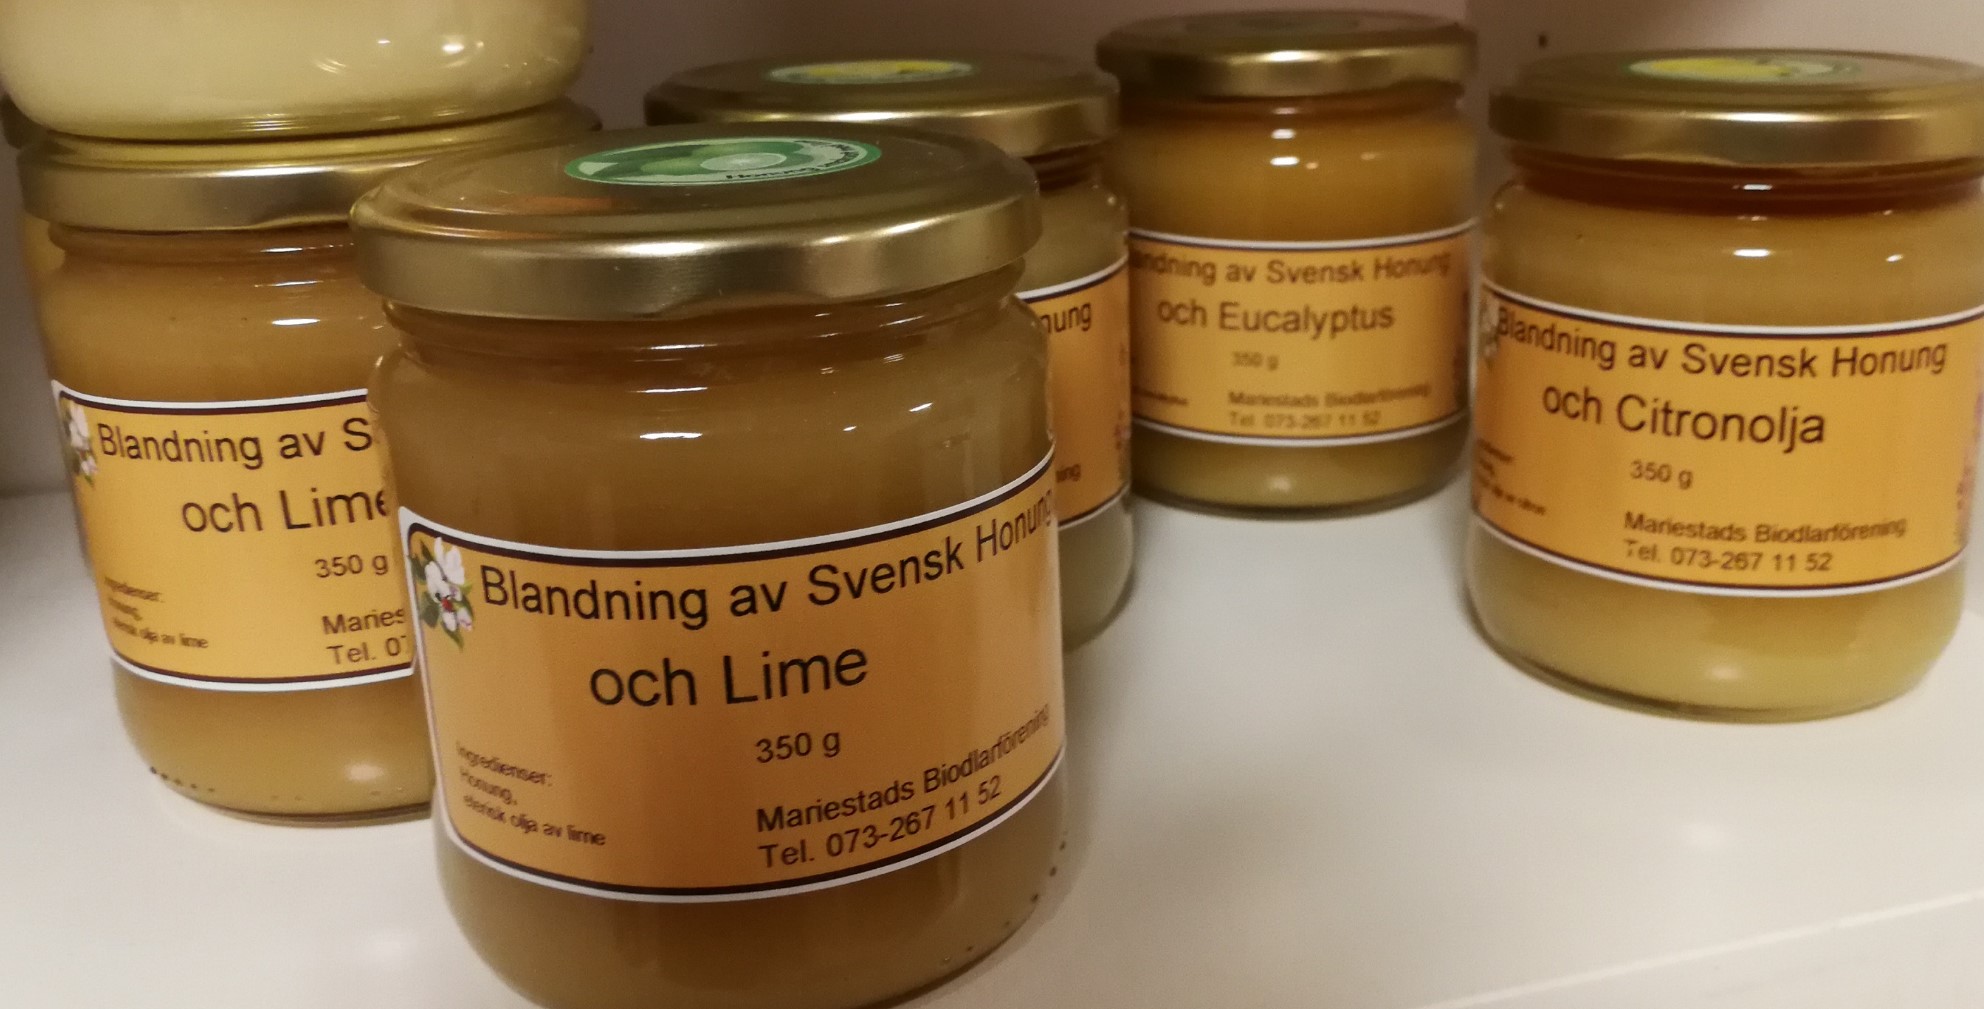 Honung
Blandning av S
och Lime
350 g
Ingredienser:
Honung,
eterisk olja av lime
Maries
Tel. 07
Blandning av Svensk Honung
och Lime
350 g
Ingredienser:
Honung,
eterisk olja av lime
Mariestads Biodlarförening
Tel. 073-267 11 52
nung
ning
Blandning av Svensk Honung
och Eucalyptus
350 g
Mariestads Biodlarförening
Tel. 073-267 11 52
Blandning av Svensk Honung
och Citronolja
350 g
Mariestads Biodlarförening
Tel. 073-267 11 52